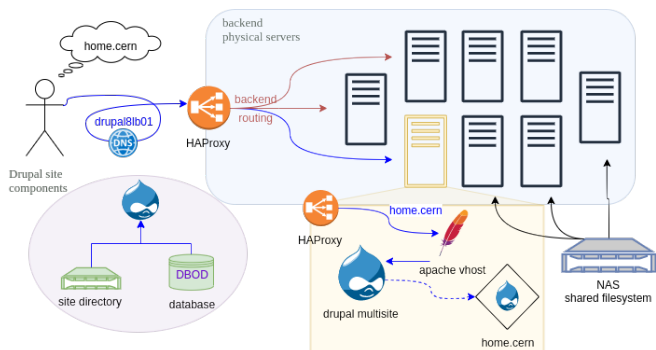 backend
physical servers
home.cern
drupal8lb01
DNS
HAProxy
backend
routing
Drupal site
components
DBOD
site directory
database
HAProxy
home.cern
apache vhost
drupal multisite
home.cern
NAS
shared filesystem